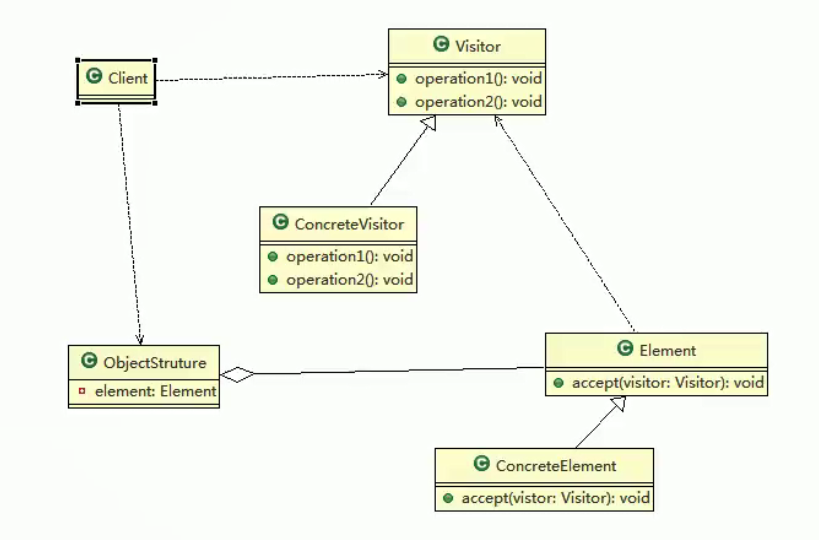 Visitor
operation1(): void
operation2(): void
Client
ConcreteVisitor
operation1(): void
operation2(): void
ObjectStruture
element: Element
Element
accept(visitor: Visitor): void
ConcreteElement
accept(vistor: Visitor): void